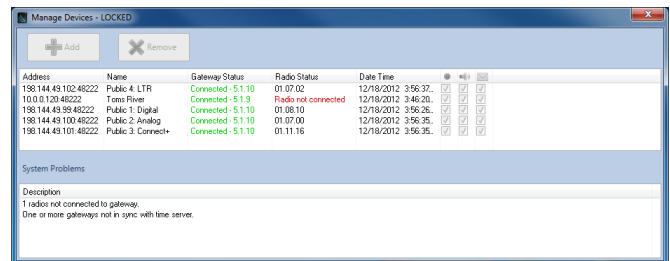 Manage Devices - LOCKED
Add Remove
Address Name Gateway Status Radio Status Date Time
198.144.49.102:48222 Public 4: LTR Connected - 5.1.10 01.07.02 12/18/2012 3:56:37...
10.0.0.120:48222 Toms River Connected - 5.1.9 Radio not connected 12/18/2012 3:46:20...
198.144.49.99:48222 Public 1: Digital Connected - 5.1.10 01.08.10 12/18/2012 3:56:26...
198.144.49.100:48222 Public 2: Analog Connected - 5.1.10 01.07.00 12/18/2012 3:56:35...
198.144.49.101:48222 Public 3: Connect+ Connected - 5.1.10 01.11.16 12/18/2012 3:56:35...
System Problems
Description
1 radios not connected to gateway.
One or more gateways not in sync with time server.